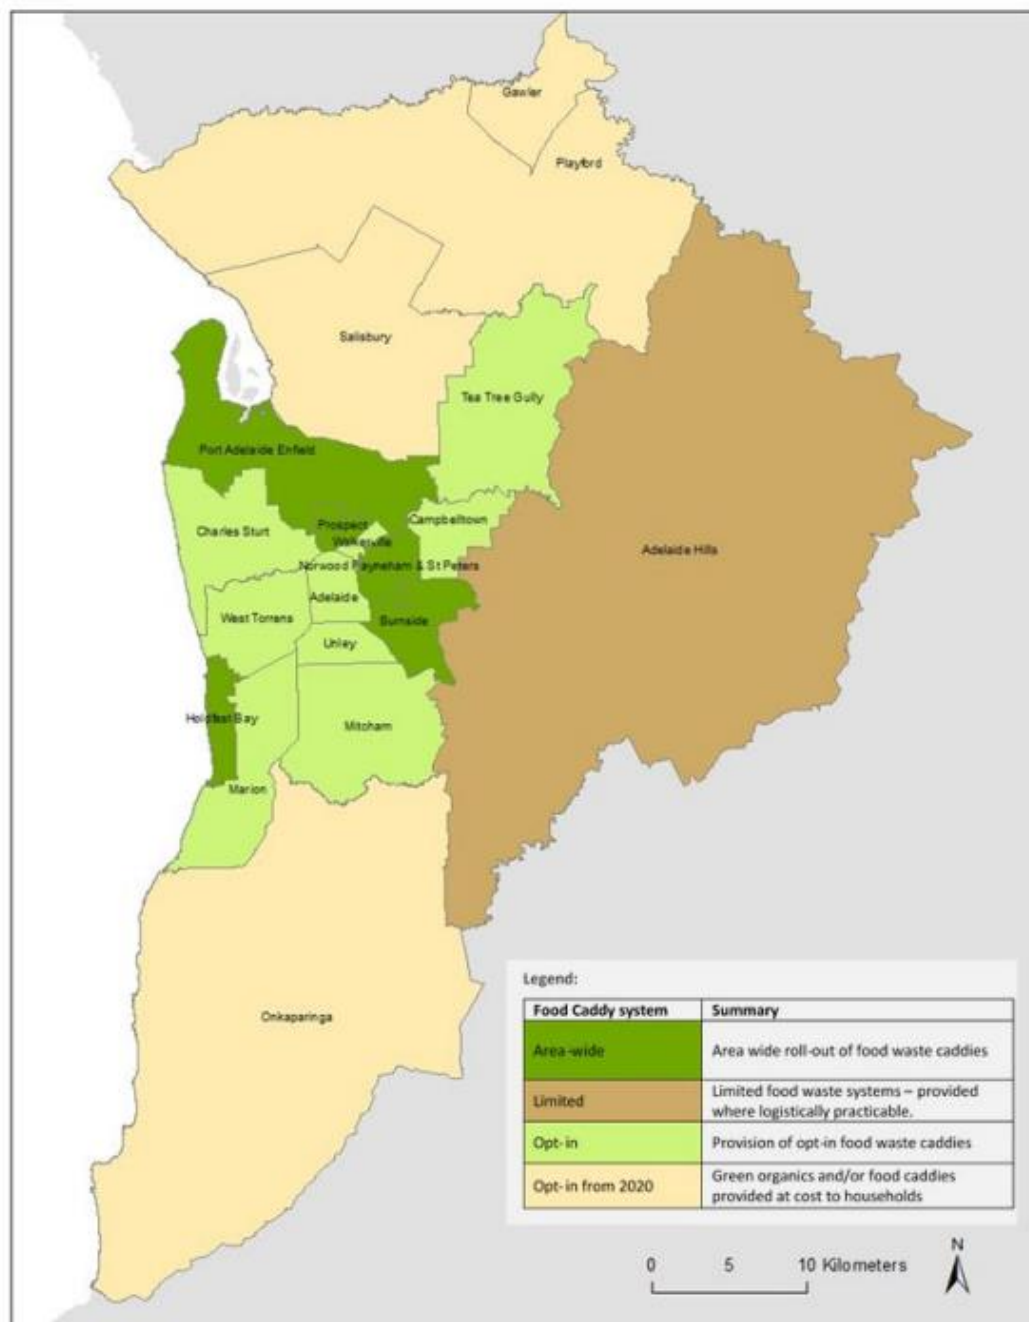 Gawler
Playford
Salisbury
Tea Tree Gully
Port Adelaide Enfield
Campbelltown
Prospect
Charles Sturt
Walkerville
Adelaide Hills
Norwood Payneham & St Peters
Adelaide
West Torrens
Burnside
Unley
Holdfast Bay
Mitcham
Marion
Onkaparinga
Legend:
Food Caddy system Summary
Area-wide Area wide roll-out of food waste caddies
Limited Limited food waste systems – provided
where logistically practicable.
Opt-in Provision of opt-in food waste caddies
Opt-in from 2020 Green organics and/or food caddies
provided at cost to households
N
0 5 10 Kilometers